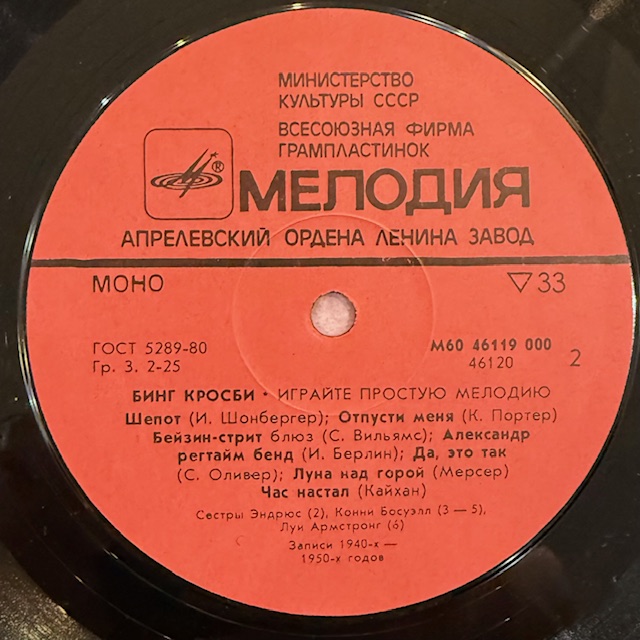 МИНИСТЕРСТВО
КУЛЬТУРЫ СССР
ВСЕСОЮЗНАЯ ФИРМА
ГРАМПЛАСТИНОК
®
МЕЛОДИЯ
АПРЕЛЕВСКИЙ ОРДЕНА ЛЕНИНА ЗАВОД
МОНО
▽33
ГОСТ 5289-80
М60 46119 000
Гр. 3. 2-25
46120
2
БИНГ КРОСБИ • ИГРАЙТЕ ПРОСТУЮ МЕЛОДИЮ
Шепот (И. Шонбергер); Отпусти меня (К. Портер)
Бейзин-стрит блюз (С. Вильямс); Александр
регтайм бенд (И. Берлин); Да, это так
(С. Оливер); Луна над горой (Мерсер)
Час настал (Кайхан)
Сестры Эндрюс (2), Конни Босуэлл (3 — 5),
Луи Армстронг (6)
Записи 1940-х —
1950-х годов